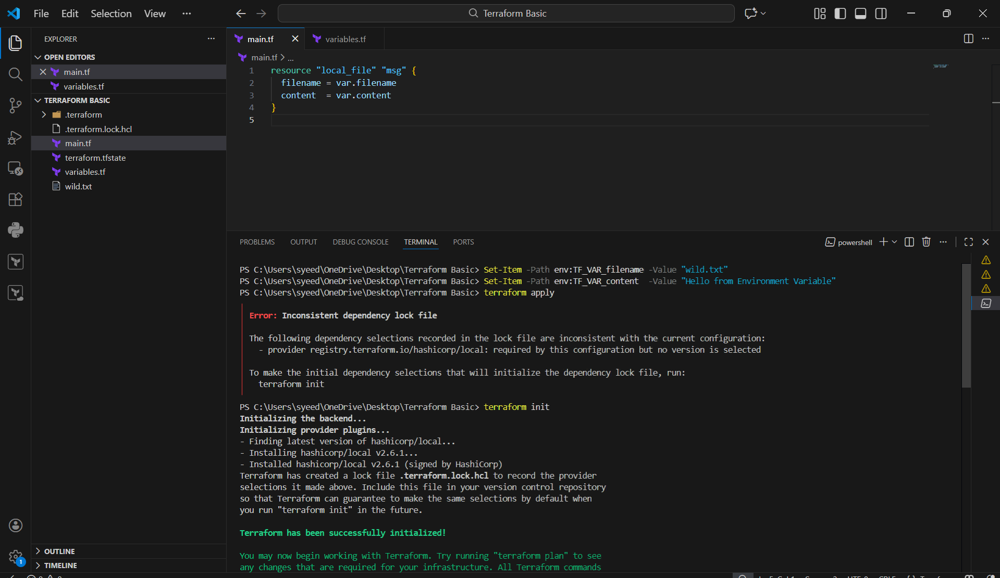 File Edit Selection View ···
Terraform Basic
EXPLORER
OPEN EDITORS
main.tf
variables.tf
TERRAFORM BASIC
.terraform
.terraform.lock.hcl
main.tf
terraform.tfstate
variables.tf
wild.txt
OUTLINE
TIMELINE
1
main.tf
variables.tf
main.tf > ...
1 resource "local_file" "msg" {
2 filename = var.filename
3 content  = var.content
4 }
5
PROBLEMS OUTPUT DEBUG CONSOLE TERMINAL PORTS
powershell
PS C:\Users\syeed\OneDrive\Desktop\Terraform Basic> Set-Item -Path env:TF_VAR_filename -Value "wild.txt"
PS C:\Users\syeed\OneDrive\Desktop\Terraform Basic> Set-Item -Path env:TF_VAR_content  -Value "Hello from Environment Variable"
PS C:\Users\syeed\OneDrive\Desktop\Terraform Basic> terraform apply
Error: Inconsistent dependency lock file
The following dependency selections recorded in the lock file are inconsistent with the current configuration:
- provider registry.terraform.io/hashicorp/local: required by this configuration but no version is selected
To make the initial dependency selections that will initialize the dependency lock file, run:
terraform init
PS C:\Users\syeed\OneDrive\Desktop\Terraform Basic> terraform init
Initializing the backend...
Initializing provider plugins...
- Finding latest version of hashicorp/local...
- Installing hashicorp/local v2.6.1...
- Installed hashicorp/local v2.6.1 (signed by HashiCorp)
Terraform has created a lock file .terraform.lock.hcl to record the provider
selections it made above. Include this file in your version control repository
so that Terraform can guarantee to make the same selections by default when
you run "terraform init" in the future.
Terraform has been successfully initialized!
You may now begin working with Terraform. Try running "terraform plan" to see
any changes that are required for your infrastructure. All Terraform commands